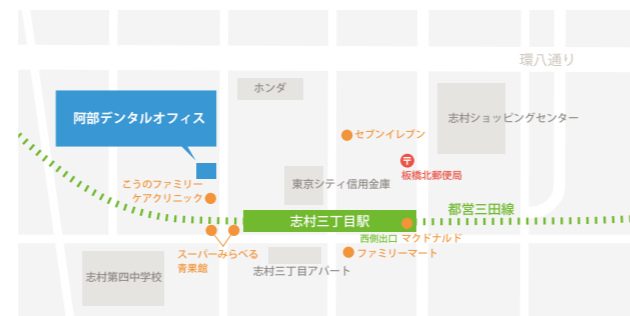 環八通り
ホンダ
阿部デンタルオフィス
志村ショッピングセンター
セブンイレブン
〒
板橋北郵便局
東京シティ信用金庫
こうのファミリー
ケアクリニック
都営三田線
志村三丁目駅
西側出口
マクドナルド
スーパーみらべる
青果館
ファミリーマート
志村三丁目アパート
志村第四中学校